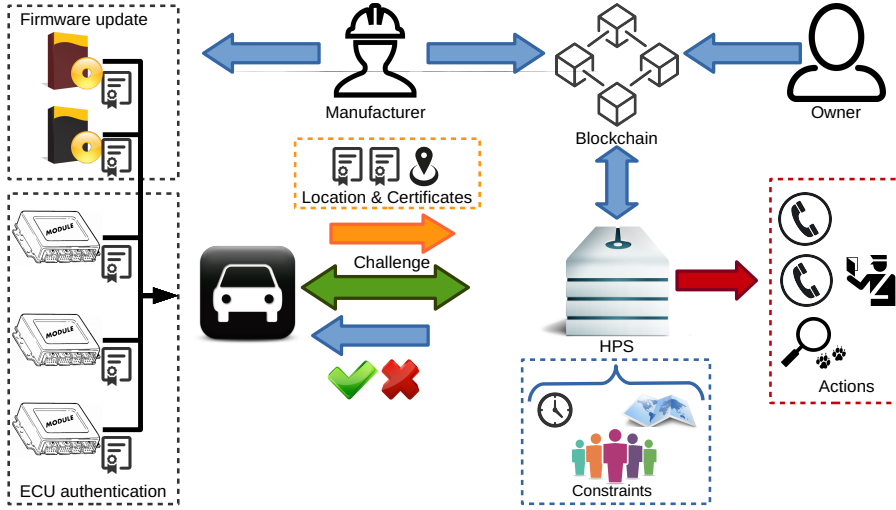 Firmware update
Manufacturer
Blockchain
Owner
Location & Certificates
Challenge
MODULE
MODULE
MODULE
ECU authentication
HPS
Constraints
Actions